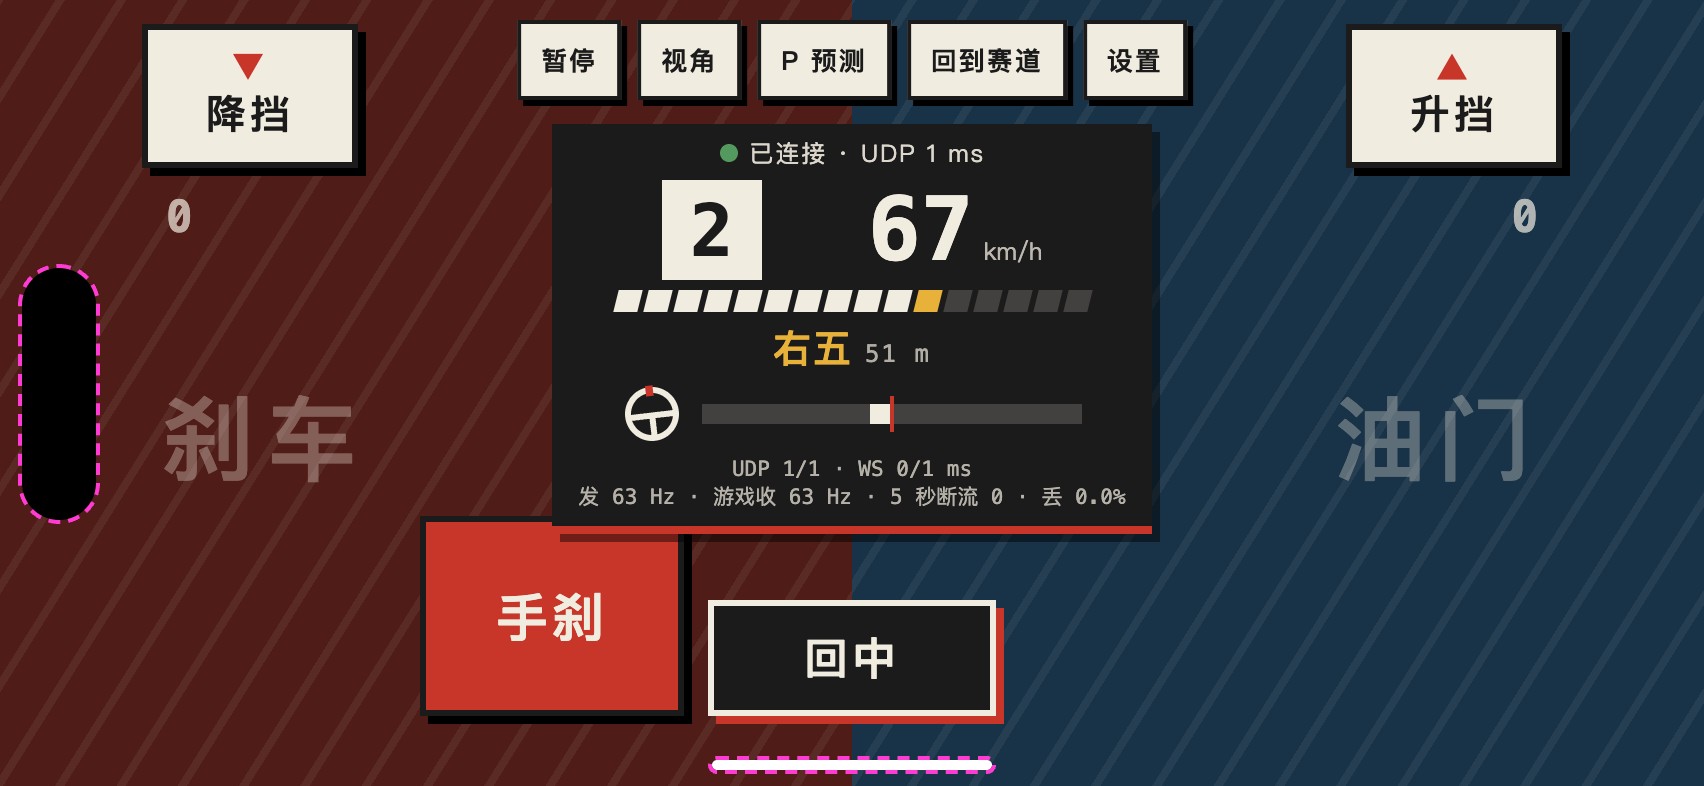 降挡
暂停
视角
P 预测
回到赛道
设置
升挡
已连接 · UDP 1 ms
0
2
67 km/h
0
右五 51 m
刹车
油门
UDP 1/1 · WS 0/1 ms
发 63 Hz · 游戏收 63 Hz · 5 秒断流 0 · 丢 0.0%
手刹
回中